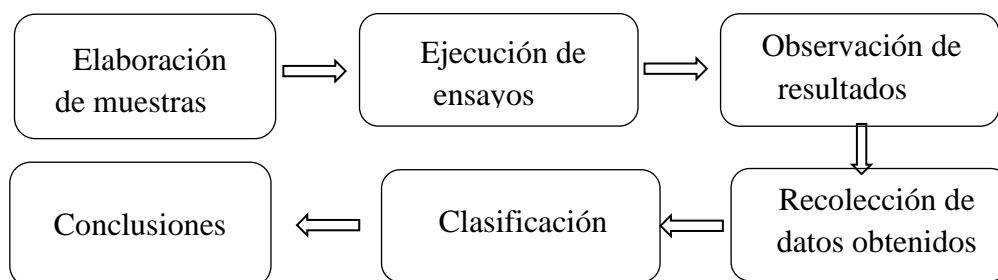 Elaboración
de muestras
Ejecución de
ensayos
Observación de
resultados
Recolección de
datos obtenidos
Clasificación
Conclusiones